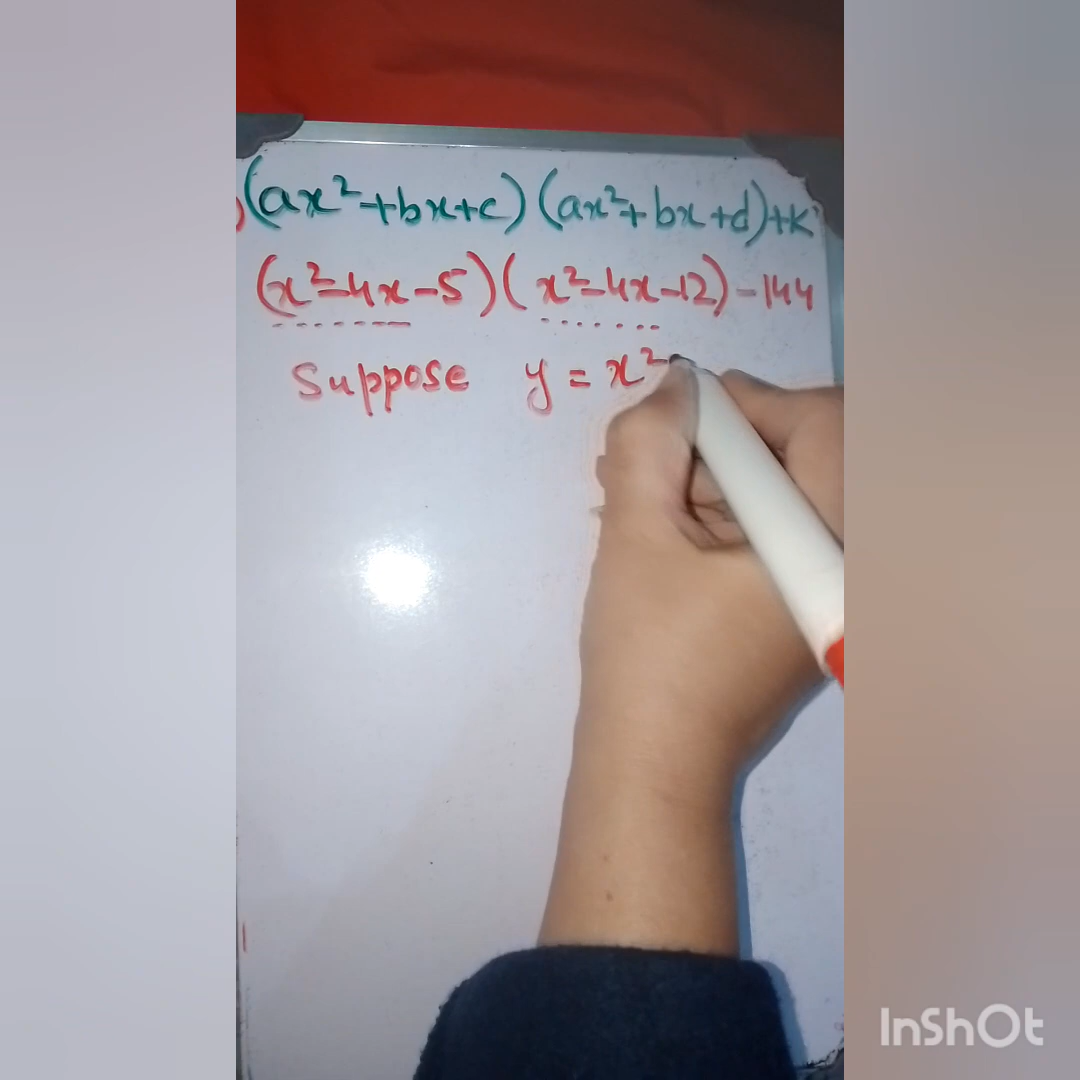 (ax²+bx+c)(ax²+bx+d)+k
(x²-4x-5)(x²-4x-12)-144
Suppose y = x²
InShOt